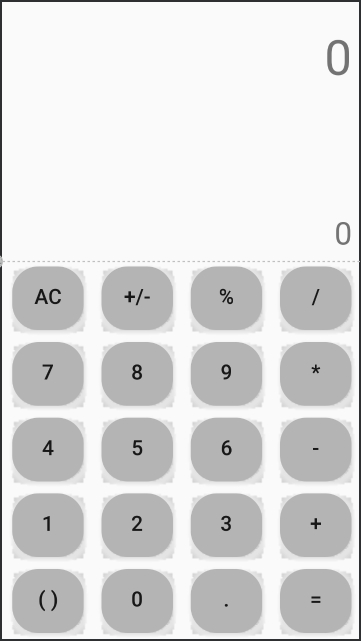 0
0
AC +/- % /
7 8 9 *
4 5 6 -
1 2 3 +
( ) 0 . =